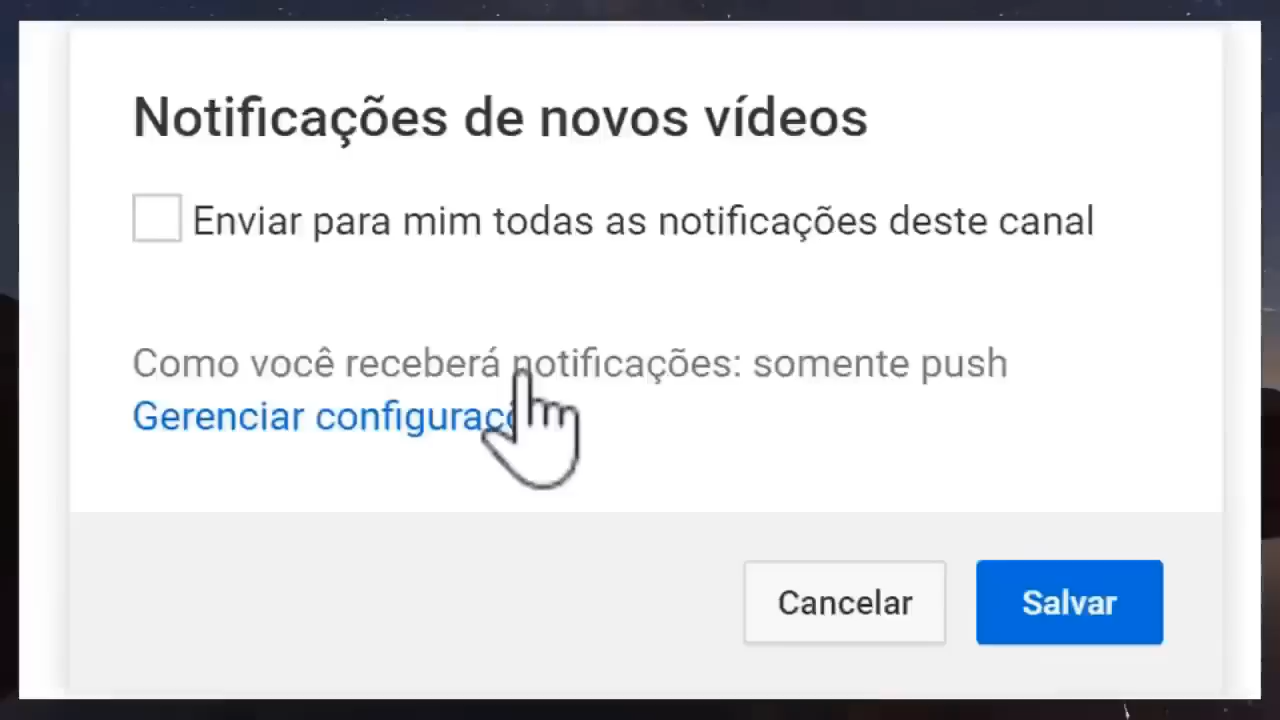 Notificações de novos vídeos
Enviar para mim todas as notificações deste canal
Como você receberá notificações: somente push
Gerenciar
Cancelar
Salvar